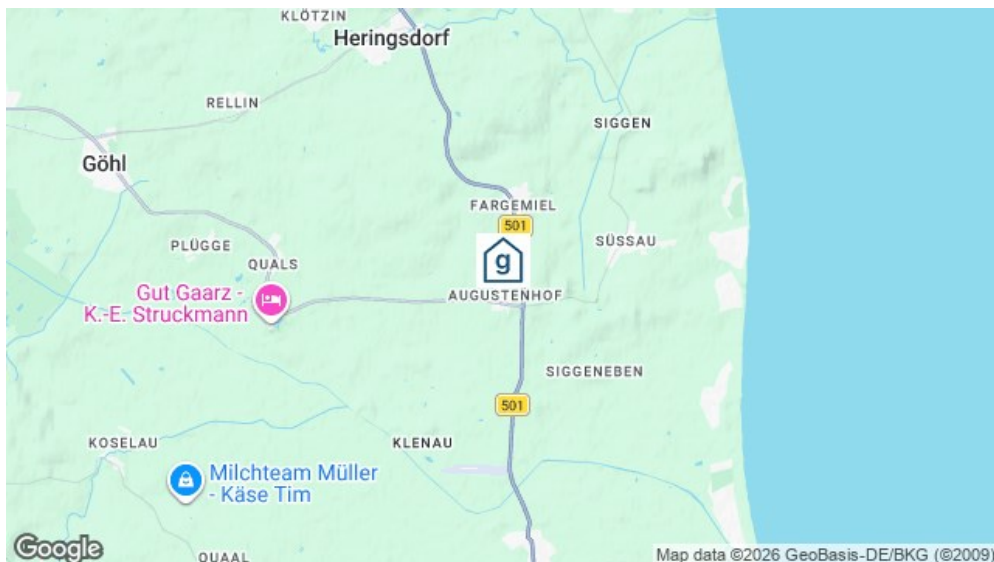 KLÖTZIN
Heringsdorf
RELLIN
SIGGEN
Göhl
FARGEMIEL
501
PLÜGGE
SÜSSAU
QUALS
g
Gut Gaarz -
K.-E. Struckmann
AUGUSTENHOF
SIGGENEBEN
501
KOSELAU
KLENAU
Milchteam Müller
- Käse Tim
Google
QUAAL
Map data ©2026 GeoBasis-DE/BKG (©2009)